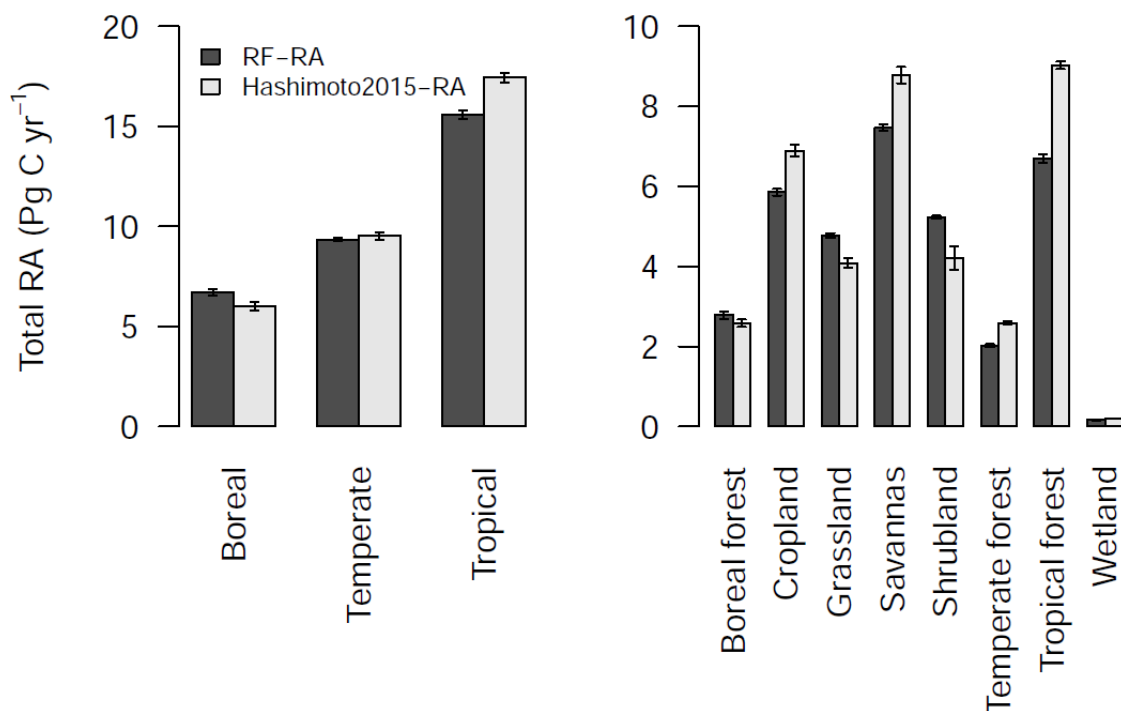 Total RA (Pg C yr−1)
20
15
10
5
0
RF−RA
Hashimoto2015−RA
Boreal
Temperate
Tropical
10
8
6
4
2
0
Boreal forest
Cropland
Grassland
Savannas
Shrubland
Temperate forest
Tropical forest
Wetland